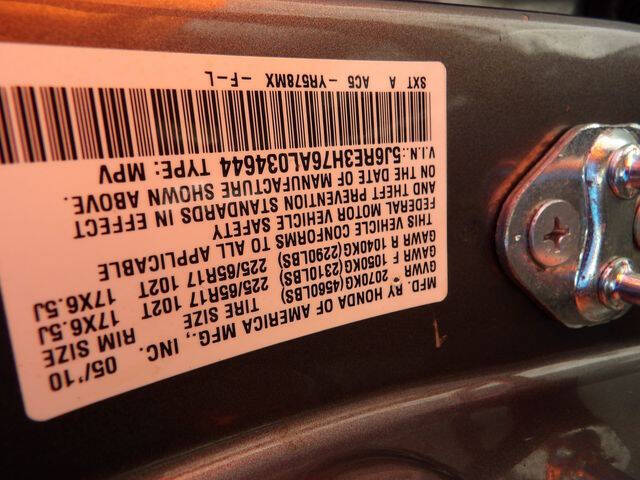 MFD. BY HONDA OF AMERICA MFG., INC. 05/'10
GVWR 2070KG(4560LBS) TIRE SIZE RIM SIZE
GAWR F 1050KG(2310LBS) 225/65R17 102T 17X6.5J
GAWR R 1040KG(2290LBS) 225/65R17 102T 17X6.5J
THIS VEHICLE CONFORMS TO ALL APPLICABLE
FEDERAL MOTOR VEHICLE SAFETY
AND THEFT PREVENTION STANDARDS IN EFFECT
ON THE DATE OF MANUFACTURE SHOWN ABOVE.
V.I.N.:5J6RE3H76AL034644 TYPE: MPV
SXT A AC5 -YR578MX -F-L